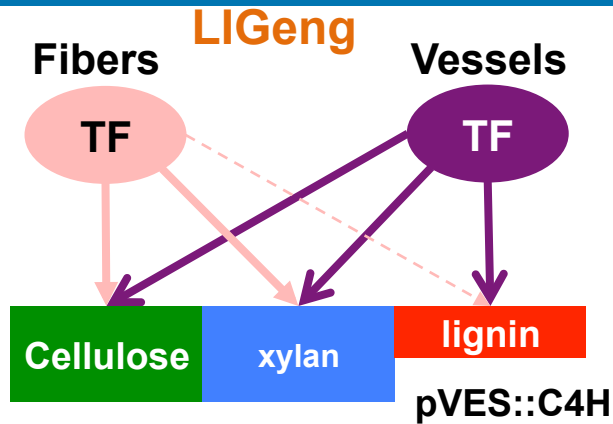 LIGeng
Fibers
Vessels
TF
TF
Cellulose
xylan
lignin
pVES::C4H